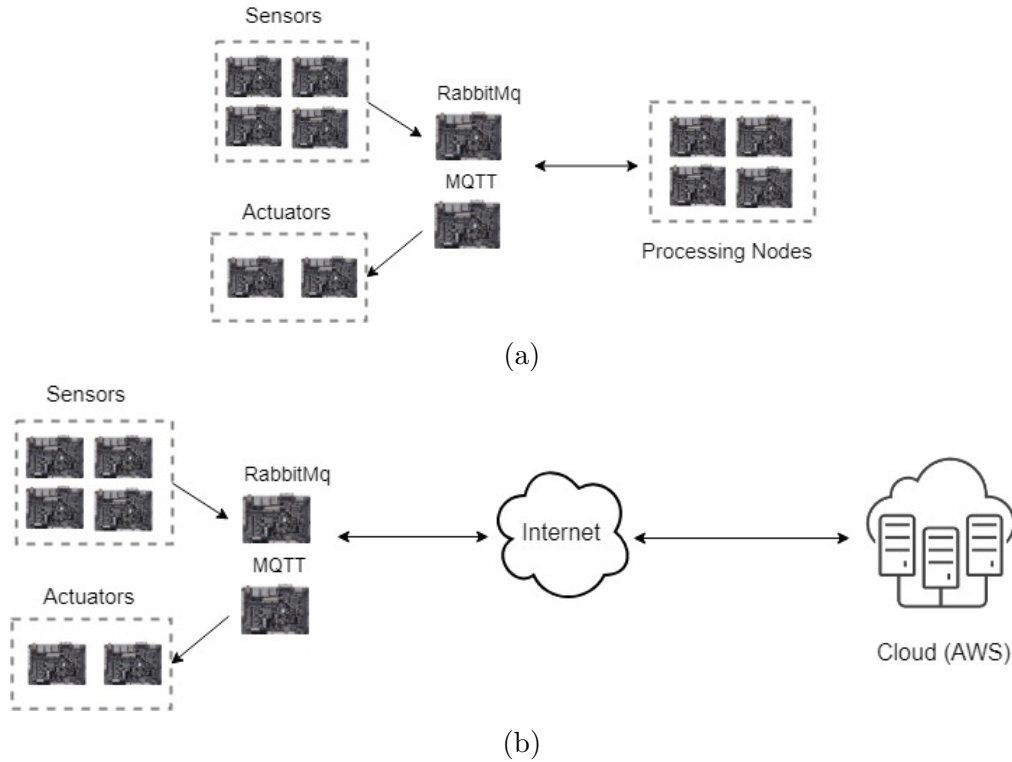 Sensors
RabbitMq
MQTT
Actuators
Processing Nodes
(a)
Sensors
RabbitMq
Internet
MQTT
Actuators
Cloud (AWS)
(b)